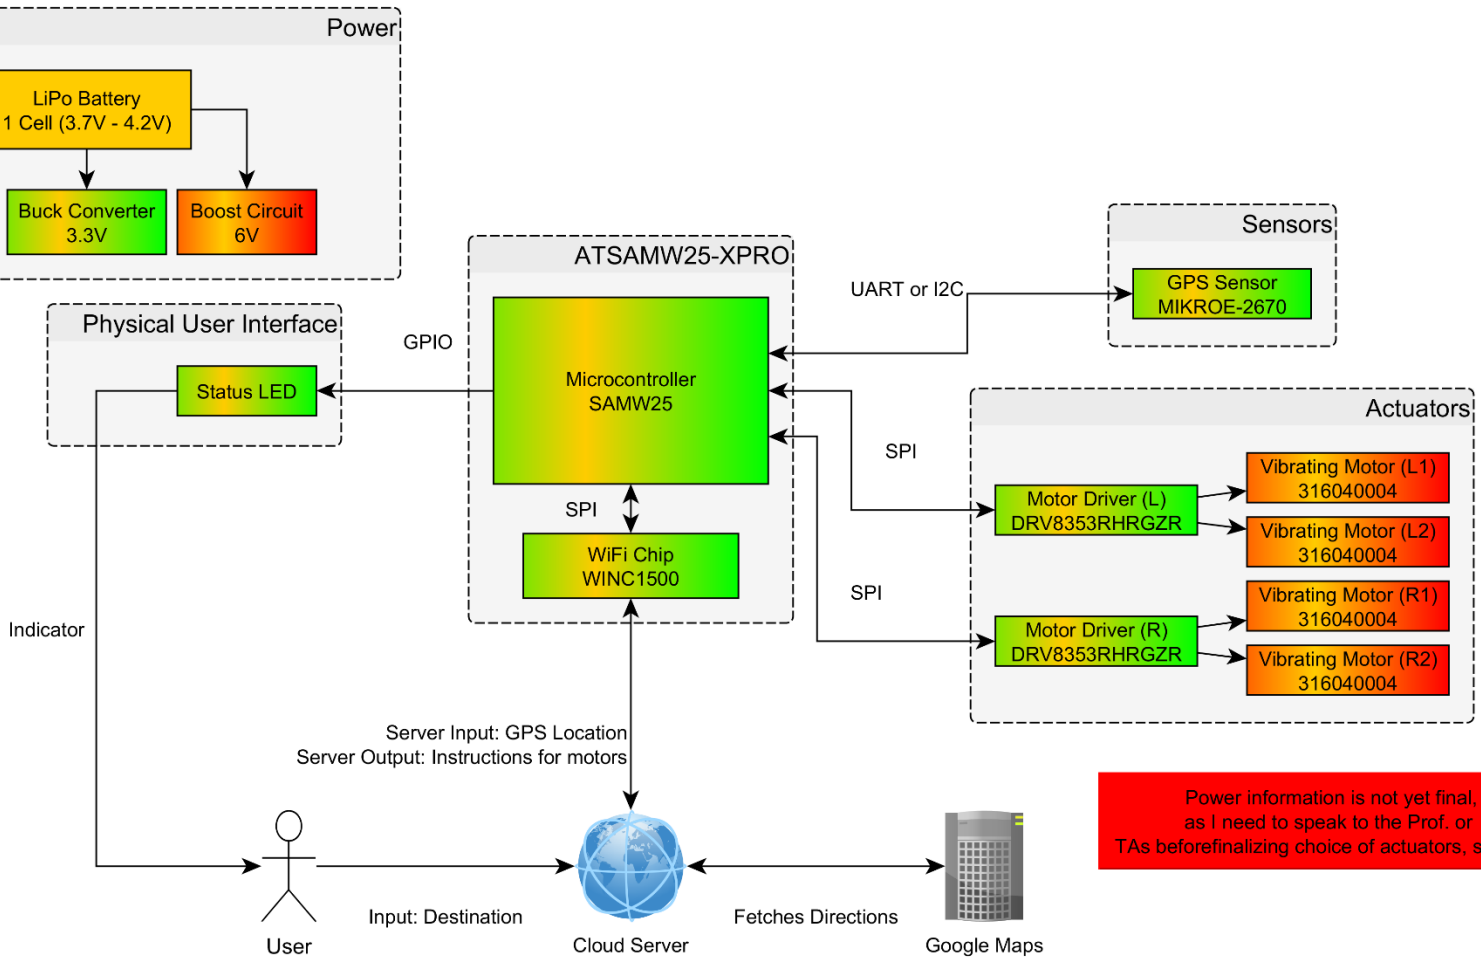 Power
LiPo Battery
1 Cell (3.7V - 4.2V)
Buck Converter
3.3V
Boost Circuit
6V
Physical User Interface
Status LED
GPIO
ATSAMW25-XPRO
Microcontroller
SAMW25
SPI
WiFi Chip
WINC1500
UART or I2C
Sensors
GPS Sensor
MIKROE-2670
Actuators
SPI
Motor Driver (L)
DRV8353RHRGZR
Vibrating Motor (L1)
316040004
Vibrating Motor (L2)
316040004
SPI
Motor Driver (R)
DRV8353RHRGZR
Vibrating Motor (R1)
316040004
Vibrating Motor (R2)
316040004
Indicator
Server Input: GPS Location
Server Output: Instructions for motors
Power information is not yet final,
as I need to speak to the Prof. or
TAs beforefinalizing choice of actuators, s
Input: Destination
Fetches Directions
User
Cloud Server
Google Maps